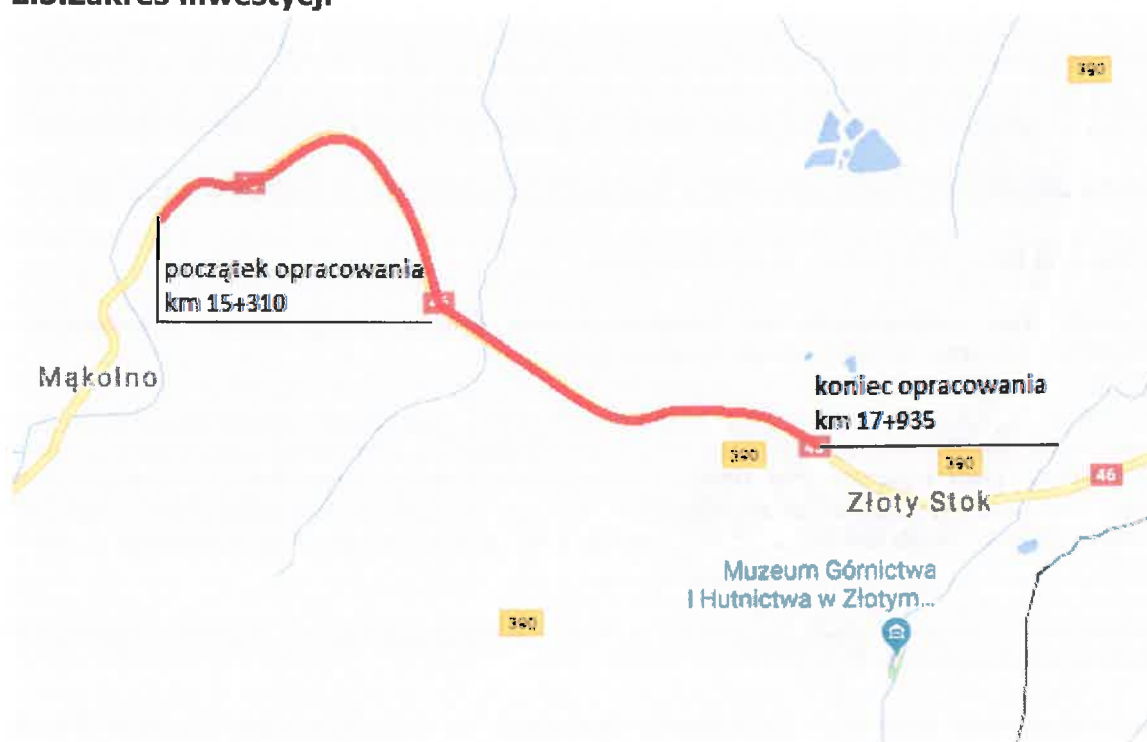 390
początek opracowania
km 15+310
Mąkolno
koniec opracowania
km 17+935
390
390
46
Złoty Stok
Muzeum Górnictwa
I Hutnictwa w Złotym...
390